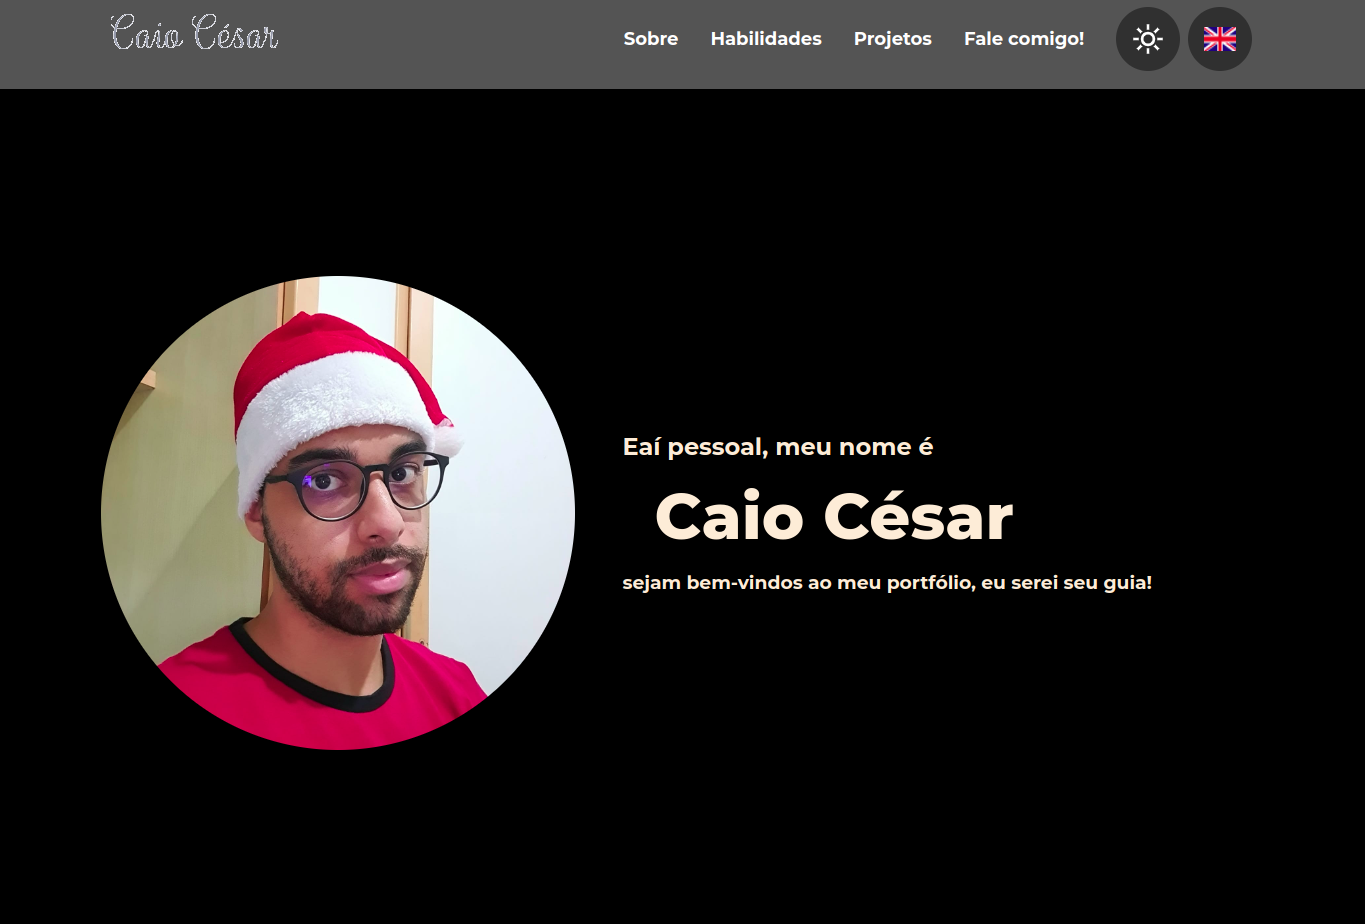 Caio César
Sobre Habilidades Projetos Fale comigo!
Eaí pessoal, meu nome é
Caio César
sejam bem-vindos ao meu portfólio, eu serei seu guia!